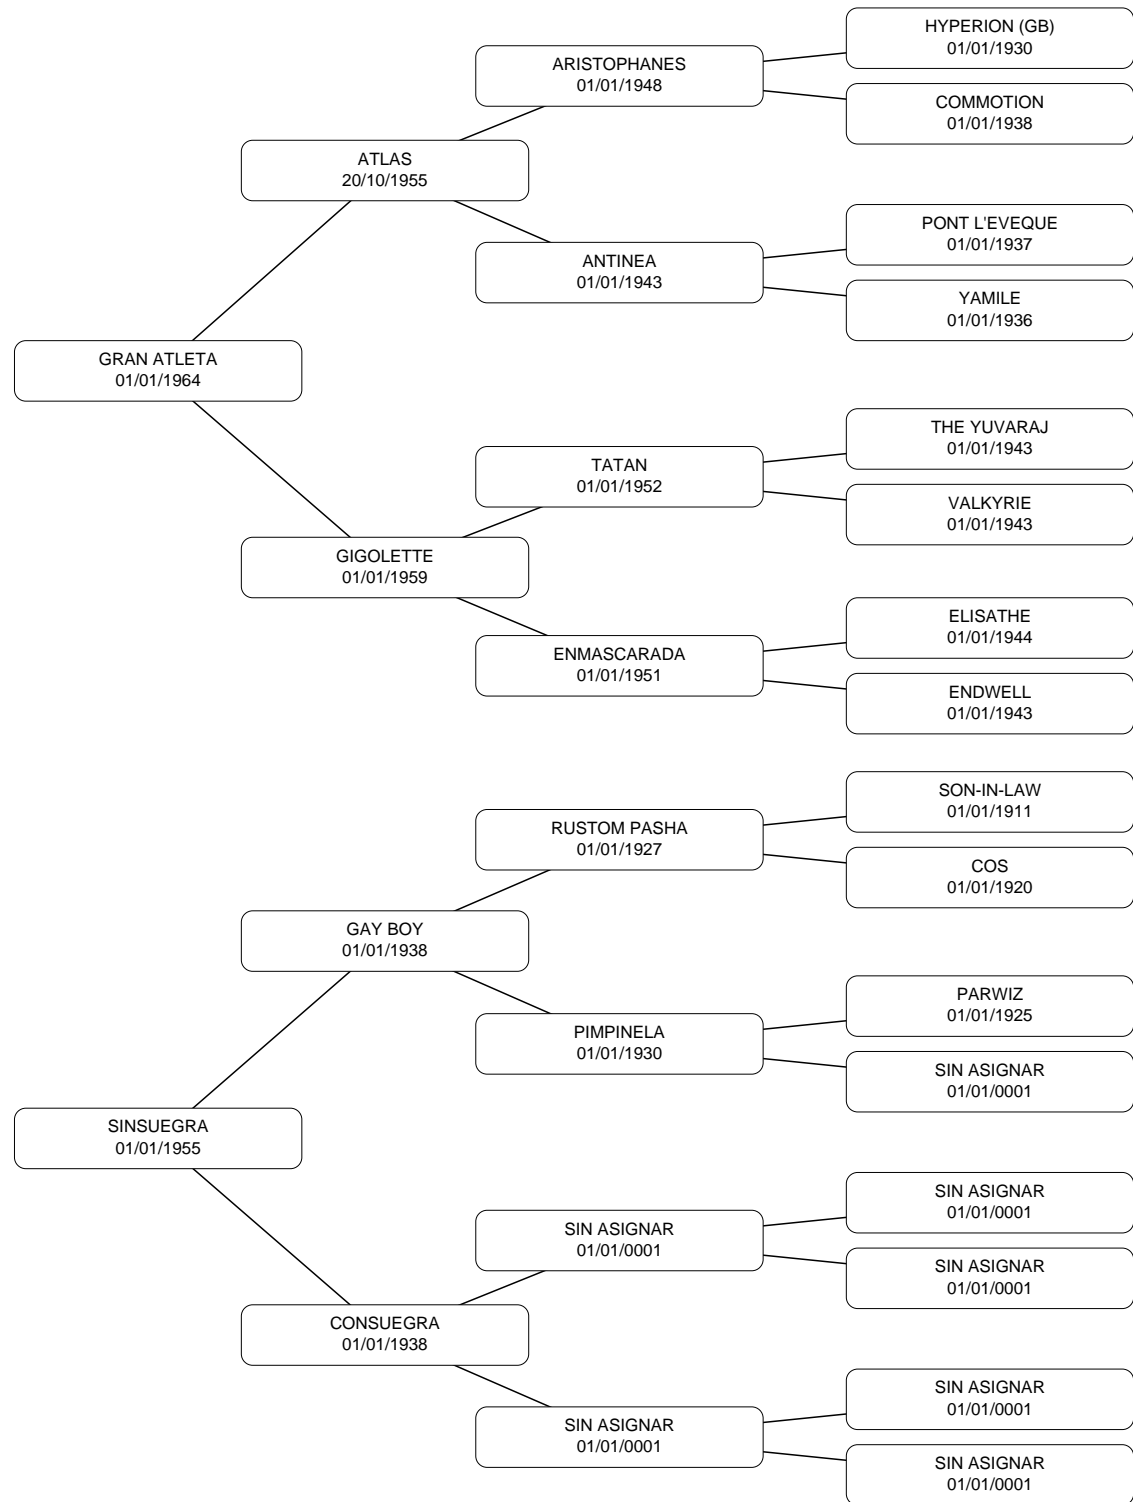 HYPERION (GB)
01/01/1930
ARISTOPHANES
01/01/1948
COMMOTION
01/01/1938
ATLAS
20/10/1955
PONT L'EVEQUE
01/01/1937
ANTINEA
01/01/1943
YAMILE
01/01/1936
GRAN ATLETA
01/01/1964
THE YUVARAJ
01/01/1943
TATAN
01/01/1952
VALKYRIE
01/01/1943
GIGOLETTE
01/01/1959
ELISATHE
01/01/1944
ENMASCARADA
01/01/1951
ENDWELL
01/01/1943
SON-IN-LAW
01/01/1911
RUSTOM PASHA
01/01/1927
COS
01/01/1920
GAY BOY
01/01/1938
PARWIZ
01/01/1925
PIMPINELA
01/01/1930
SIN ASIGNAR
01/01/0001
SINSUEGRA
01/01/1955
SIN ASIGNAR
01/01/0001
SIN ASIGNAR
01/01/0001
SIN ASIGNAR
01/01/0001
CONSUEGRA
01/01/1938
SIN ASIGNAR
01/01/0001
SIN ASIGNAR
01/01/0001
SIN ASIGNAR
01/01/0001